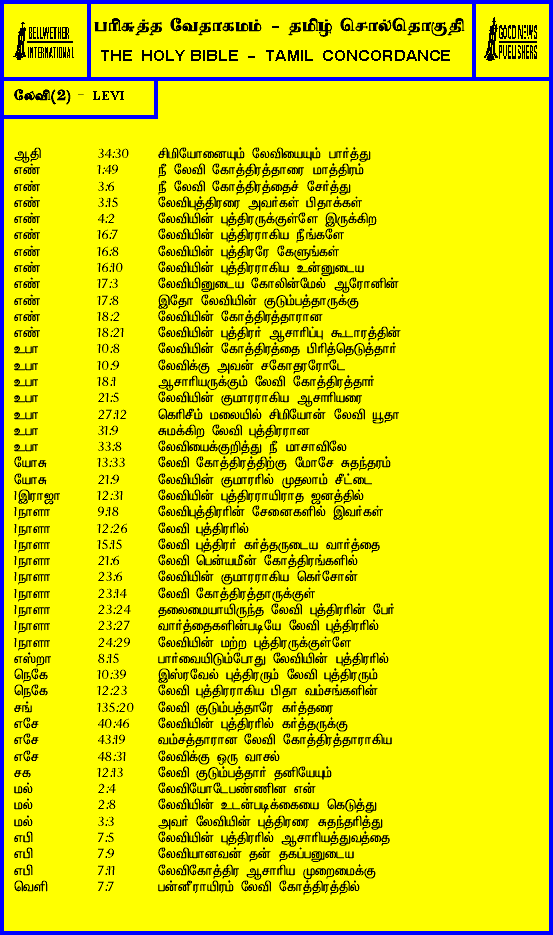 BELLWETHER
INTERNATIONAL
பரிசுத்த வேதாகமம் - தமிழ் சொல்தொகுதி
THE HOLY BIBLE - TAMIL CONCORDANCE
GOOD NEWS
PUBLISHERS
லேவி(2) - LEVI
ஆதி 34:30 சிமியோனையும் லேவியையும் பார்த்து
எண் 1:49 நீ லேவி கோத்திரத்தாரை மாத்திரம்
எண் 3:6 நீ லேவி கோத்திரத்தைச் சேர்த்து
எண் 3:15 லேவிபுத்திரரை அவர்கள் பிதாக்கள்
எண் 4:2 லேவியின் புத்திரருக்குள்ளே இருக்கிற
எண் 16:7 லேவியின் புத்திரராகிய நீங்களே
எண் 16:8 லேவியின் புத்திரரே கேளுங்கள்
எண் 16:10 லேவியின் புத்திரராகிய உன்னுடைய
எண் 17:3 லேவியினுடைய கோலின்மேல் ஆரோனின்
எண் 17:8 இதோ லேவியின் குடும்பத்தாருக்கு
எண் 18:2 லேவியின் கோத்திரத்தாரான
எண் 18:21 லேவியின் புத்திரர் ஆசாரிப்பு கூடாரத்தின்
உபா 10:8 லேவியின் கோத்திரத்தை பிரித்தெடுத்தார்
உபா 10:9 லேவிக்கு அவன் சகோதரரோடே
உபா 18:1 ஆசாரியருக்கும் லேவி கோத்திரத்தார்
உபா 21:5 லேவியின் குமாரராகிய ஆசாரியரை
உபா 27:12 கெரிசீம் மலையில் சிமியோன் லேவி யூதா
உபா 31:9 சுமக்கிற லேவி புத்திரரான
உபா 33:8 லேவியைக்குறித்து நீ மாசாவிலே
யோசு 13:33 லேவி கோத்திரத்திற்கு மோசே சுதந்தரம்
யோசு 21:9 லேவியின் குமாரரில் முதலாம் சீட்டை
1இராஜா 12:31 லேவியின் புத்திரராயிராத ஜனத்தில்
1நாளா 9:18 லேவிபுத்திரரின் சேனைகளில் இவர்கள்
1நாளா 12:26 லேவி புத்திரரில்
1நாளா 15:15 லேவி புத்திரர் கர்த்தருடைய வார்த்தை
1நாளா 21:6 லேவி பென்யமீன் கோத்திரங்களில்
1நாளா 23:6 லேவியின் குமாரராகிய கெர்சோன்
1நாளா 23:14 லேவி கோத்திரத்தாருக்குள்
1நாளா 23:24 தலைமையாயிருந்த லேவி புத்திரரின் பேர்
1நாளா 23:27 வார்த்தைகளின்படியே லேவி புத்திரரில்
1நாளா 24:29 லேவியின் மற்ற புத்திரருக்குள்ளே
எஸ்றா 8:15 பார்வையிடும்போது லேவியின் புத்திரரில்
நெகே 10:39 இஸ்ரவேல் புத்திரரும் லேவி புத்திரரும்
நெகே 12:23 லேவி புத்திரராகிய பிதா வம்சங்களின்
சங் 135:20 லேவி குடும்பத்தாரே கர்த்தரை
எசே 40:46 லேவியின் புத்திரரில் கர்த்தருக்கு
எசே 43:19 வம்சத்தாரான லேவி கோத்திரத்தாராகிய
எசே 48:31 லேவிக்கு ஒரு வாசல்
சக 12:13 லேவி குடும்பத்தார் தனியேயும்
மல் 2:4 லேவியோடேபண்ணின என்
மல் 2:8 லேவியின் உடன்படிக்கையை கெடுத்து
மல் 3:3 அவர் லேவியின் புத்திரரை சுதந்தரித்து
எபி 7:5 லேவியின் புத்திரரில் ஆசாரியத்துவத்தை
எபி 7:9 லேவியானவன் தன் தகப்பனுடைய
எபி 7:11 லேவிகோத்திர ஆசாரிய முறைமைக்கு
வெளி 7:7 பன்னீராயிரம் லேவி கோத்திரத்தில்